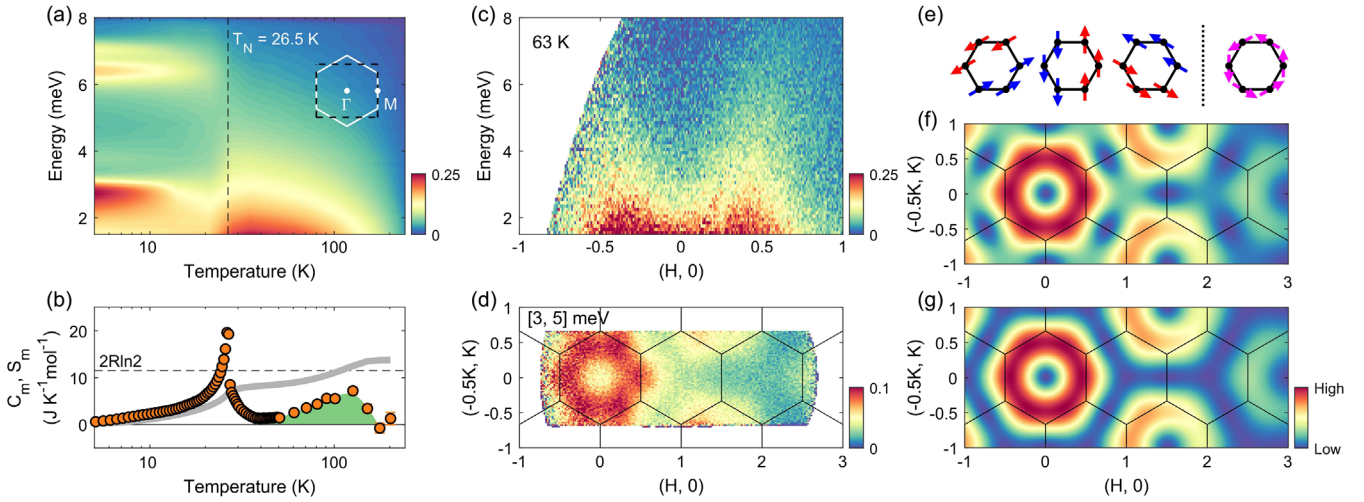 (a)
8
6
4
2
Energy (meV)
T_N = 26.5 K
Γ
M
0.25
0
10
100
Temperature (K)
(b)
20
10
0
C_m, S_m
(J K⁻¹mol⁻¹)
2Rln2
10
100
Temperature (K)
(c)
63 K
8
6
4
2
Energy (meV)
0.25
0
-1
-0.5
0
0.5
1
(H, 0)
(d)
[3, 5] meV
1
0.5
0
-0.5
-1
(-0.5K, K)
0.1
0
-1
0
1
2
3
(H, 0)
(e)
(f)
1
0.5
0
-0.5
-1
(-0.5K, K)
-1
0
1
2
3
(g)
1
0.5
0
-0.5
-1
(-0.5K, K)
High
Low
-1
0
1
2
3
(H, 0)